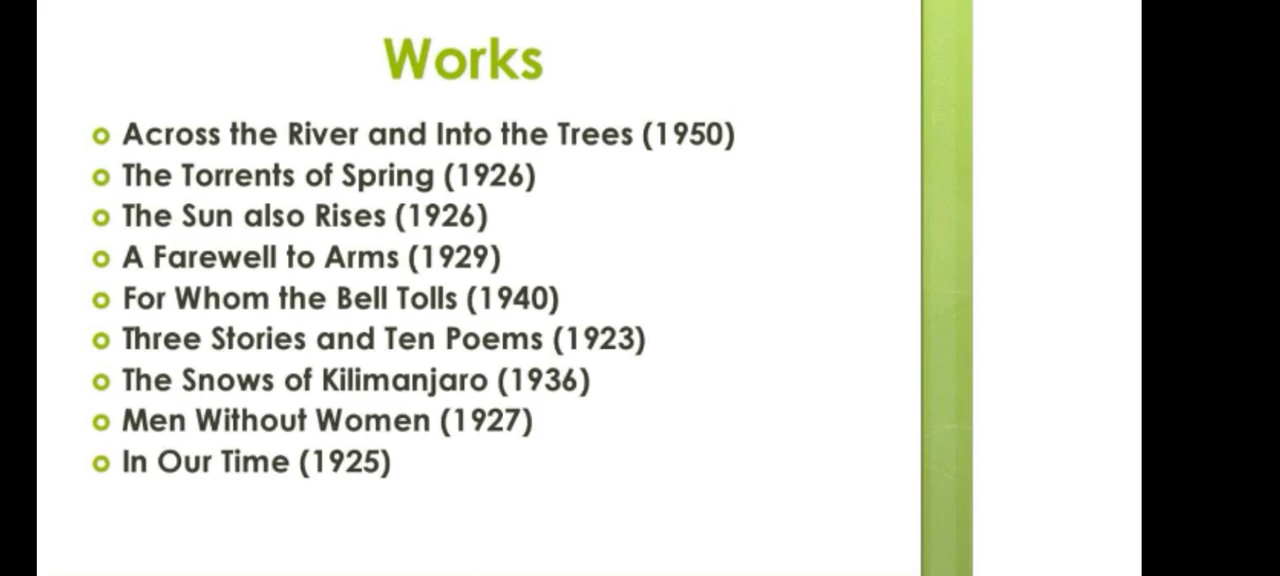 Works
Across the River and Into the Trees (1950)
The Torrents of Spring (1926)
The Sun also Rises (1926)
A Farewell to Arms (1929)
For Whom the Bell Tolls (1940)
Three Stories and Ten Poems (1923)
The Snows of Kilimanjaro (1936)
Men Without Women (1927)
In Our Time (1925)